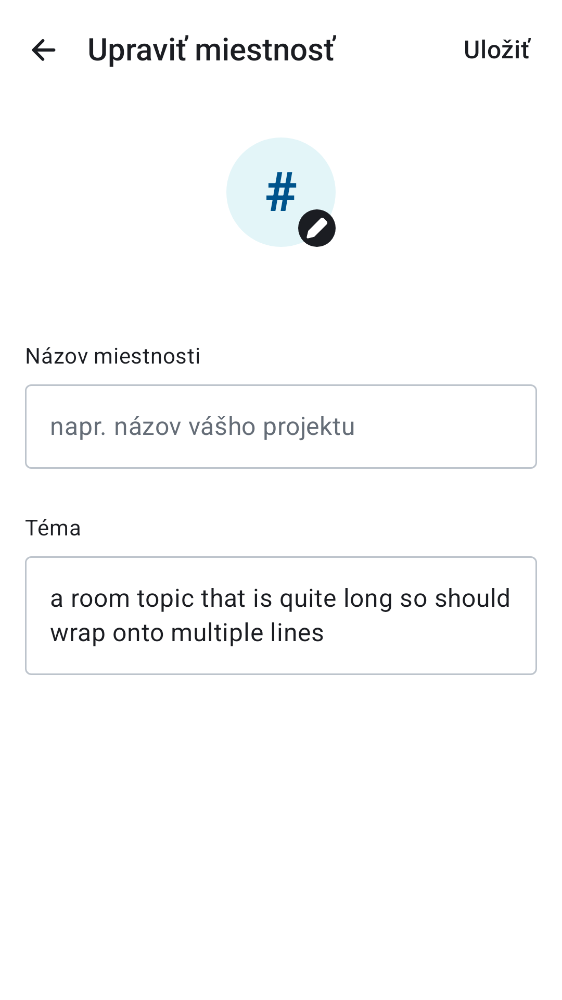 Upraviť miestnosť
Uložiť
#
Názov miestnosti
napr. názov vášho projektu
Téma
a room topic that is quite long so should
wrap onto multiple lines